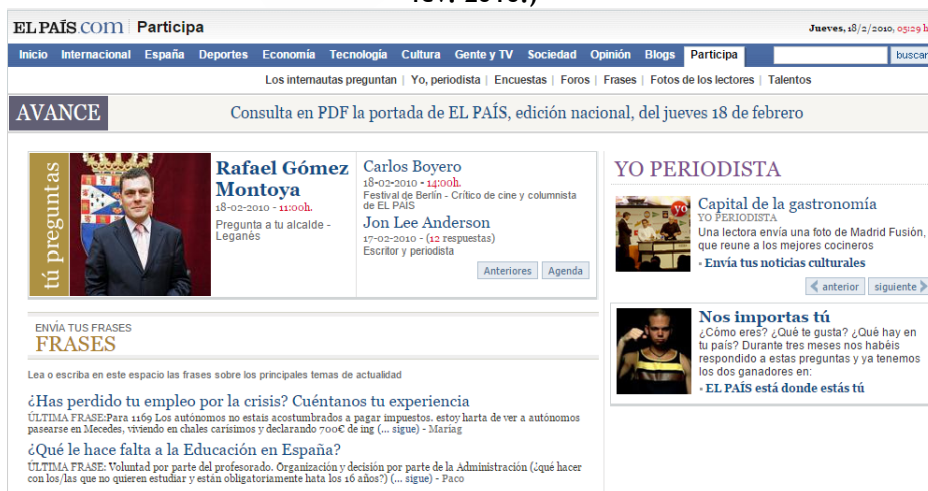 EL PAÍS.COM Participa
Jueves, 18/2/2010, 05:29 h
Inicio Internacional España Deportes Economía Tecnología Cultura Gente y TV Sociedad Opinión Blogs Participa buscar
Los internautas preguntan | Yo, periodista | Encuestas | Foros | Frases | Fotos de los lectores | Talentos
AVANCE
Consulta en PDF la portada de EL PAÍS, edición nacional, del jueves 18 de febrero
tú preguntas
Rafael Gómez
Montoya
18-02-2010 - 11:00h.
Pregunta a tu alcalde -
Leganés
Carlos Boyero
18-02-2010 - 14:00h.
Festival de Berlín - Crítico de cine y columnista
de EL PAÍS
Jon Lee Anderson
17-02-2010 - (12 respuestas)
Escritor y periodista
Anteriores Agenda
YO PERIODISTA
yo
Capital de la gastronomía
YO PERIODISTA
Una lectora envía una foto de Madrid Fusión,
que reune a los mejores cocineros
Envía tus noticias culturales
anterior siguiente
Nos importas tú
¿Cómo eres? ¿Qué te gusta? ¿Qué hay en
tu país? Durante tres meses nos habéis
respondido a estas preguntas y ya tenemos
los dos ganadores en:
EL PAÍS está donde estás tú
ENVÍA TUS FRASES
FRASES
Lea o escriba en este espacio las frases sobre los principales temas de actualidad
¿Has perdido tu empleo por la crisis? Cuéntanos tu experiencia
ÚLTIMA FRASE:Para 1169 Los autónomos no estais acostumbrados a pagar impuestos. estoy harta de ver a autónomos
pasearse en Mecedes, viviendo en chales carísimos y declarando 700€ de ing (... sigue) - Mariag
¿Qué le hace falta a la Educación en España?
ÚLTIMA FRASE: Voluntad por parte del profesorado. Organización y decisión por parte de la Administración (¿qué hacer
con los/las que no quieren estudiar y están obligatoriamente hata los 16 años?) (... sigue) - Paco